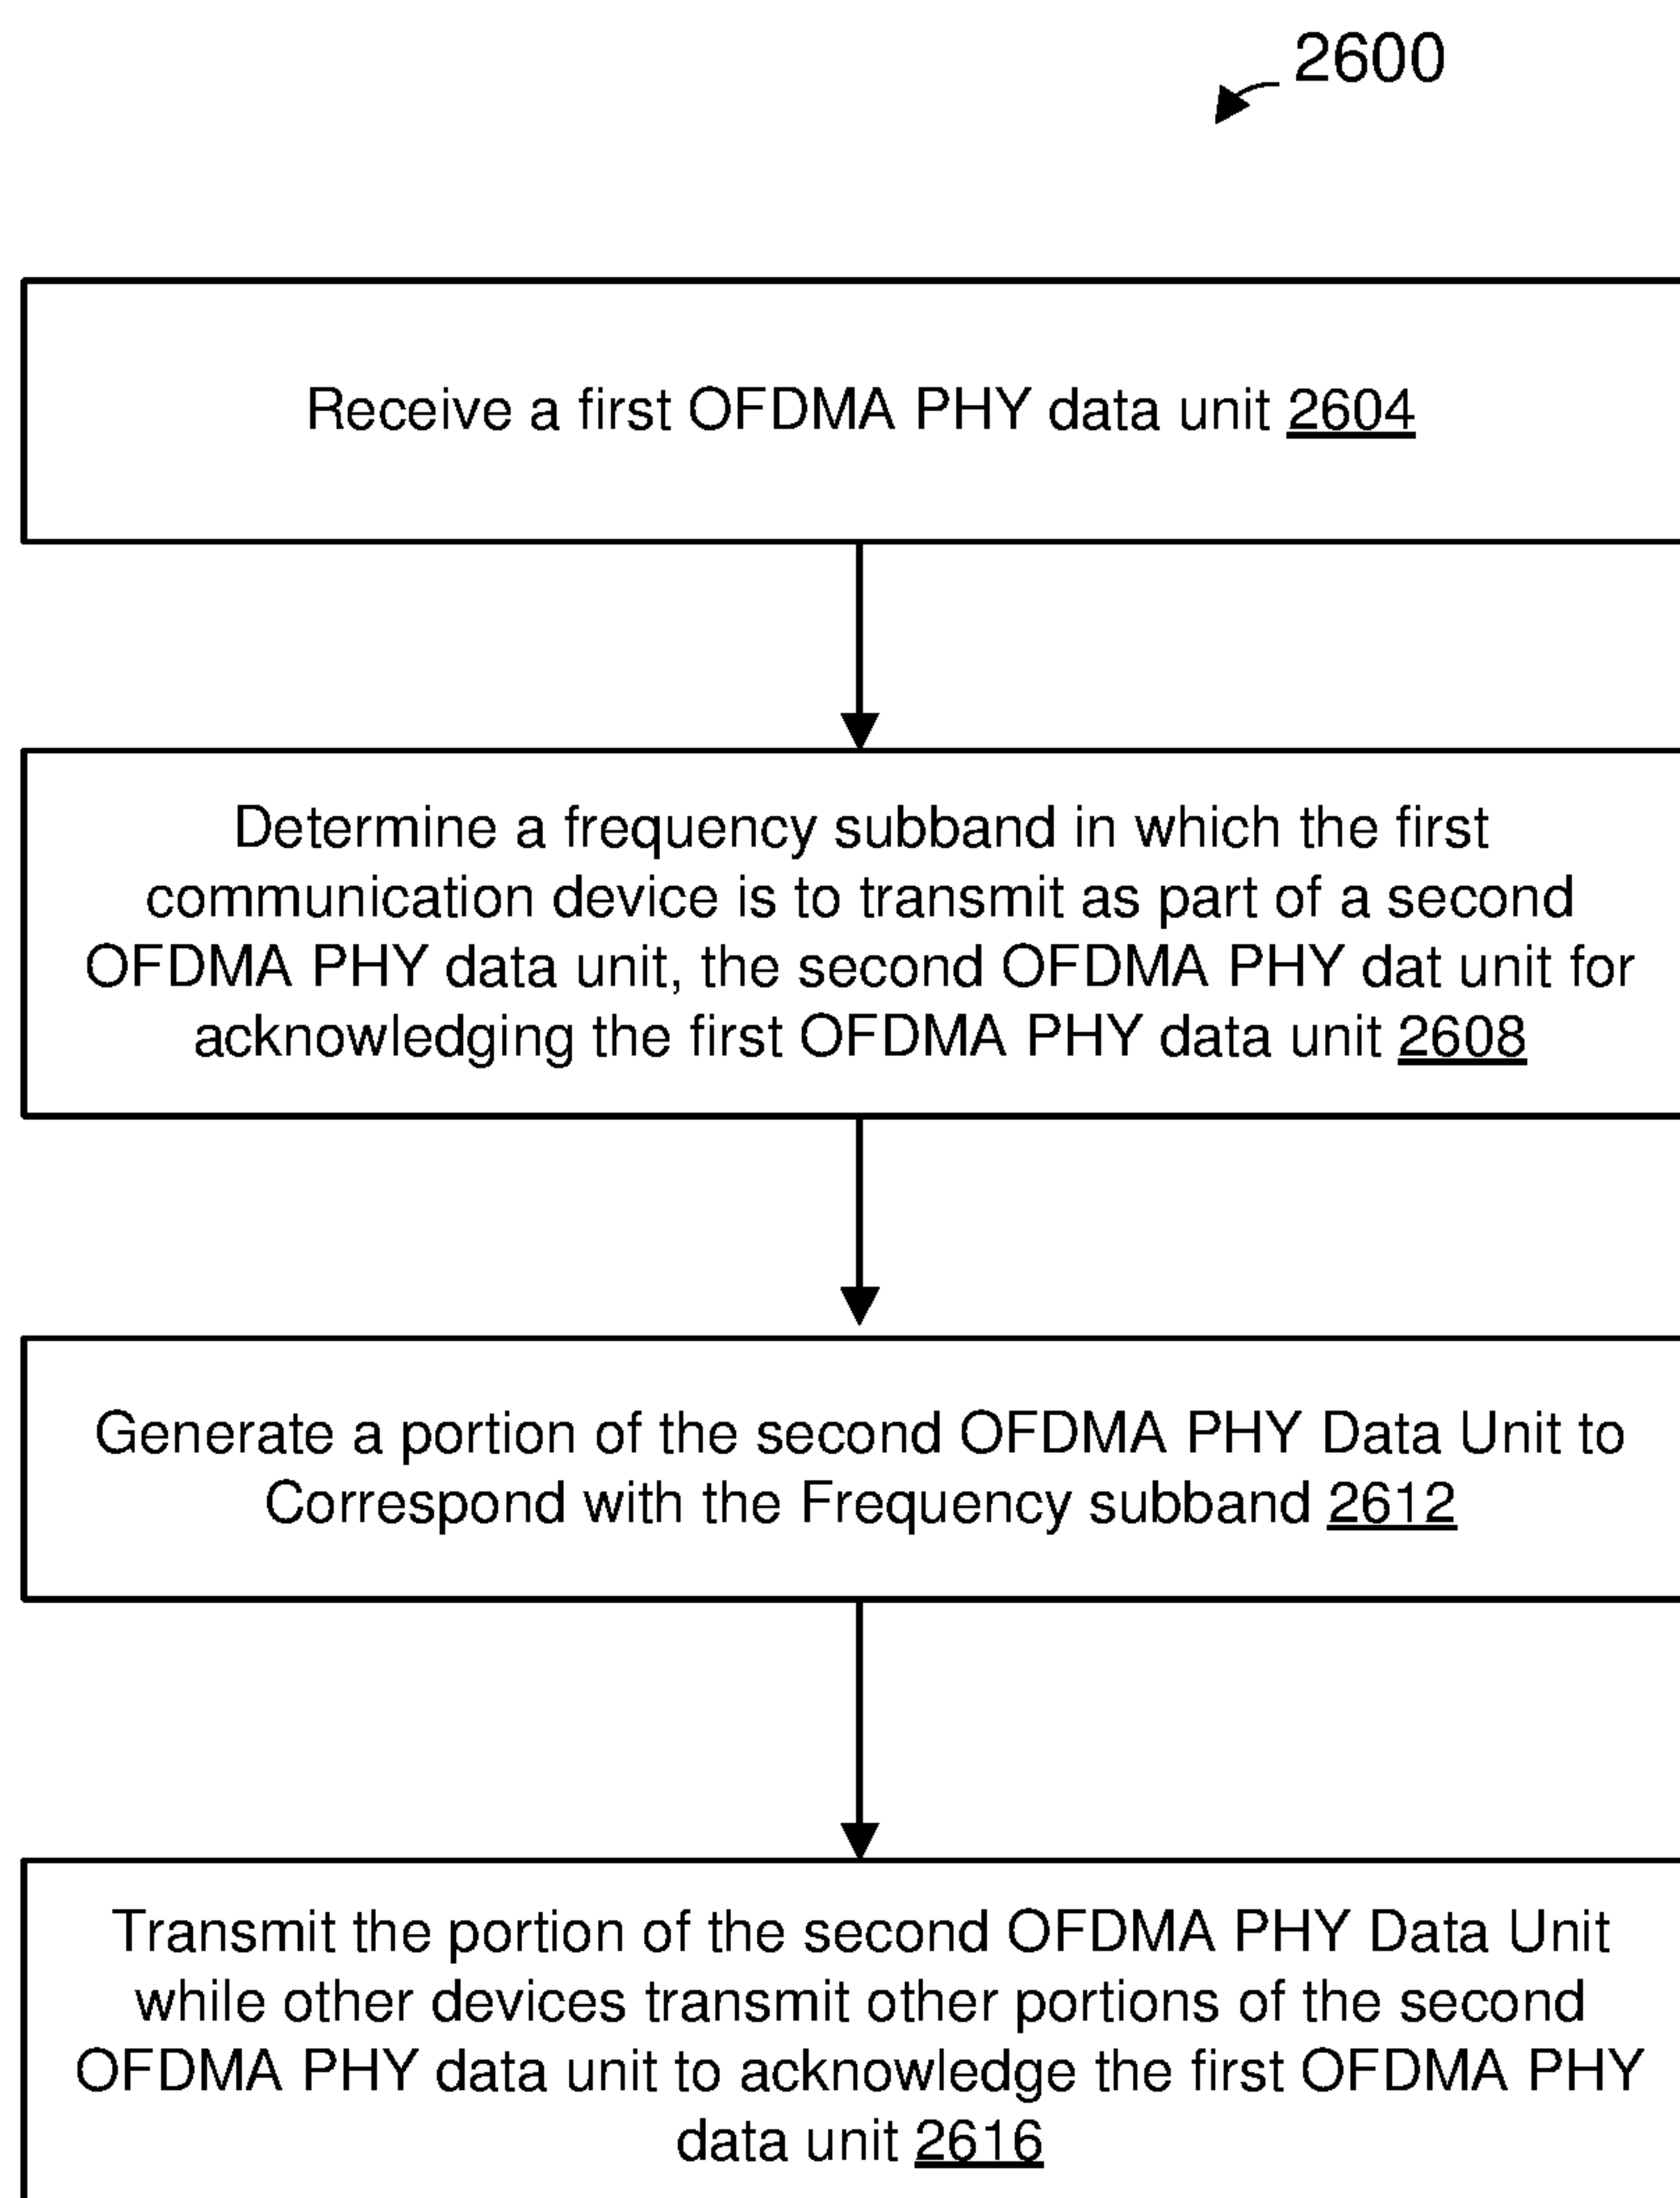 2600
Receive a first OFDMA PHY data unit 2604
Determine a frequency subband in which the first
communication device is to transmit as part of a second
OFDMA PHY data unit, the second OFDMA PHY dat unit for
acknowledging the first OFDMA PHY data unit 2608
Generate a portion of the second OFDMA PHY Data Unit to
Correspond with the Frequency subband 2612
Transmit the portion of the second OFDMA PHY Data Unit
while other devices transmit other portions of the second
OFDMA PHY data unit to acknowledge the first OFDMA PHY
data unit 2616